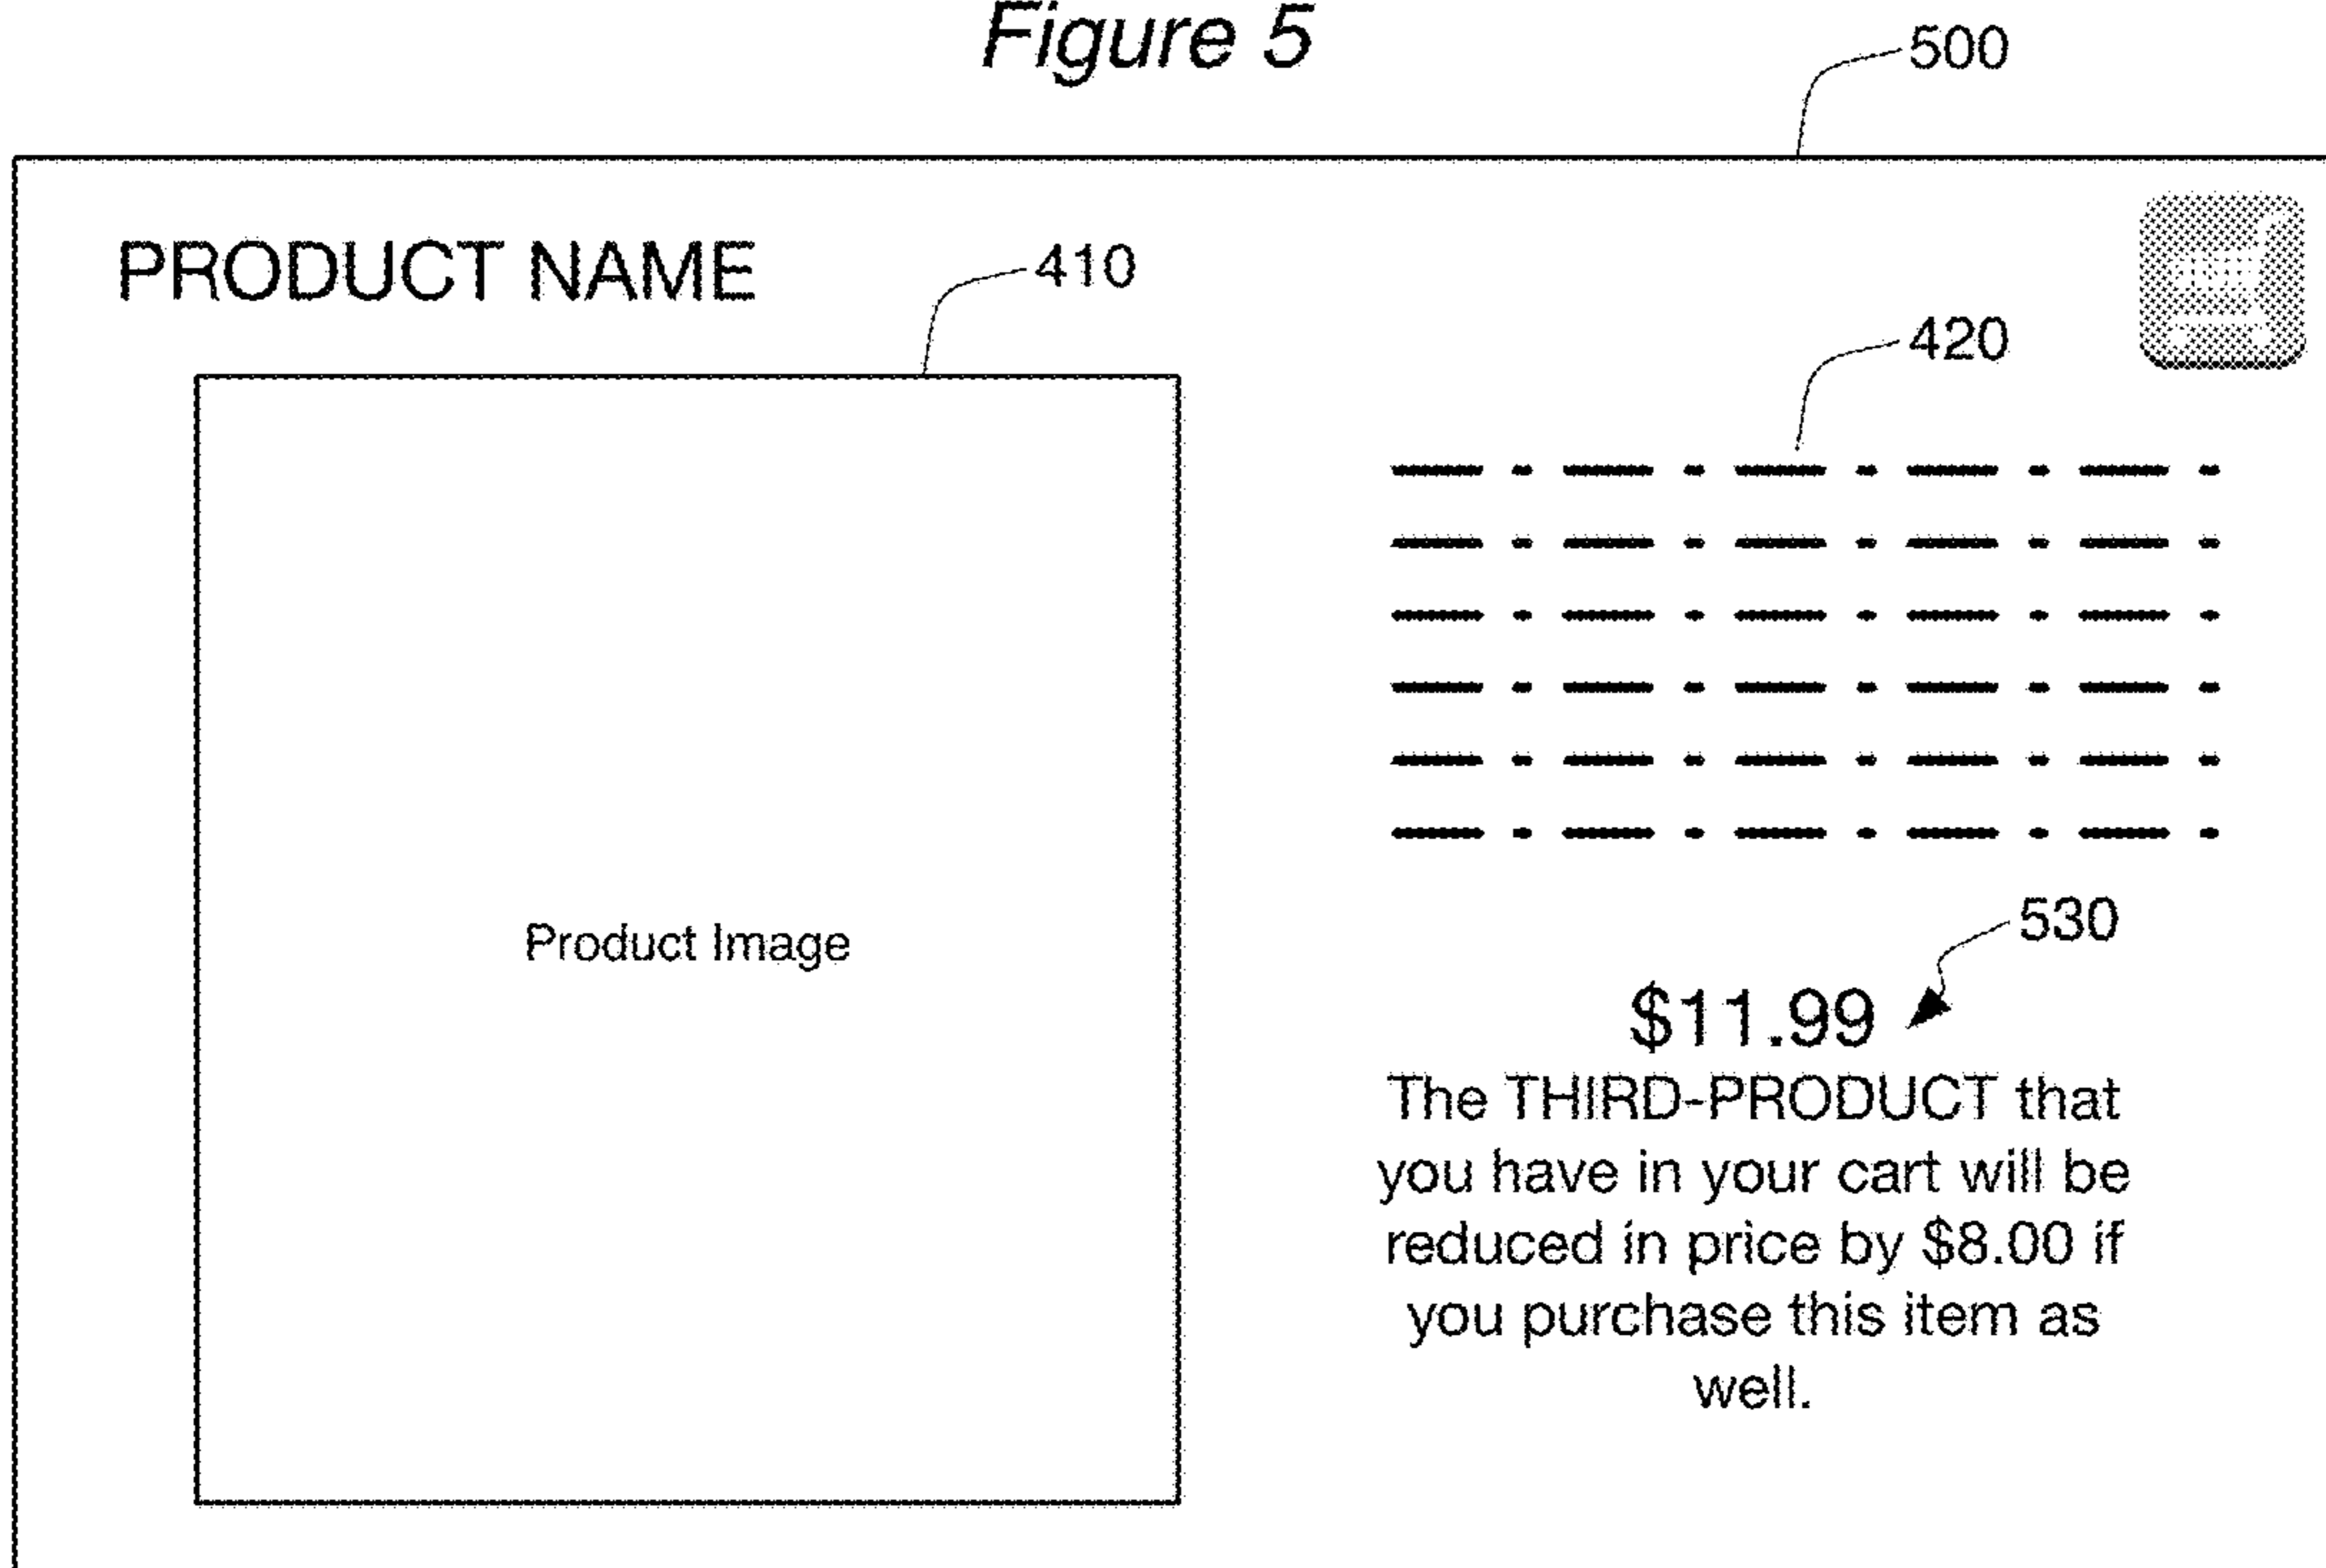 Figure 5
500
PRODUCT NAME
410
420
Product Image
530
$11.99
The THIRD-PRODUCT that
you have in your cart will be
reduced in price by $8.00 if
you purchase this item as
well.